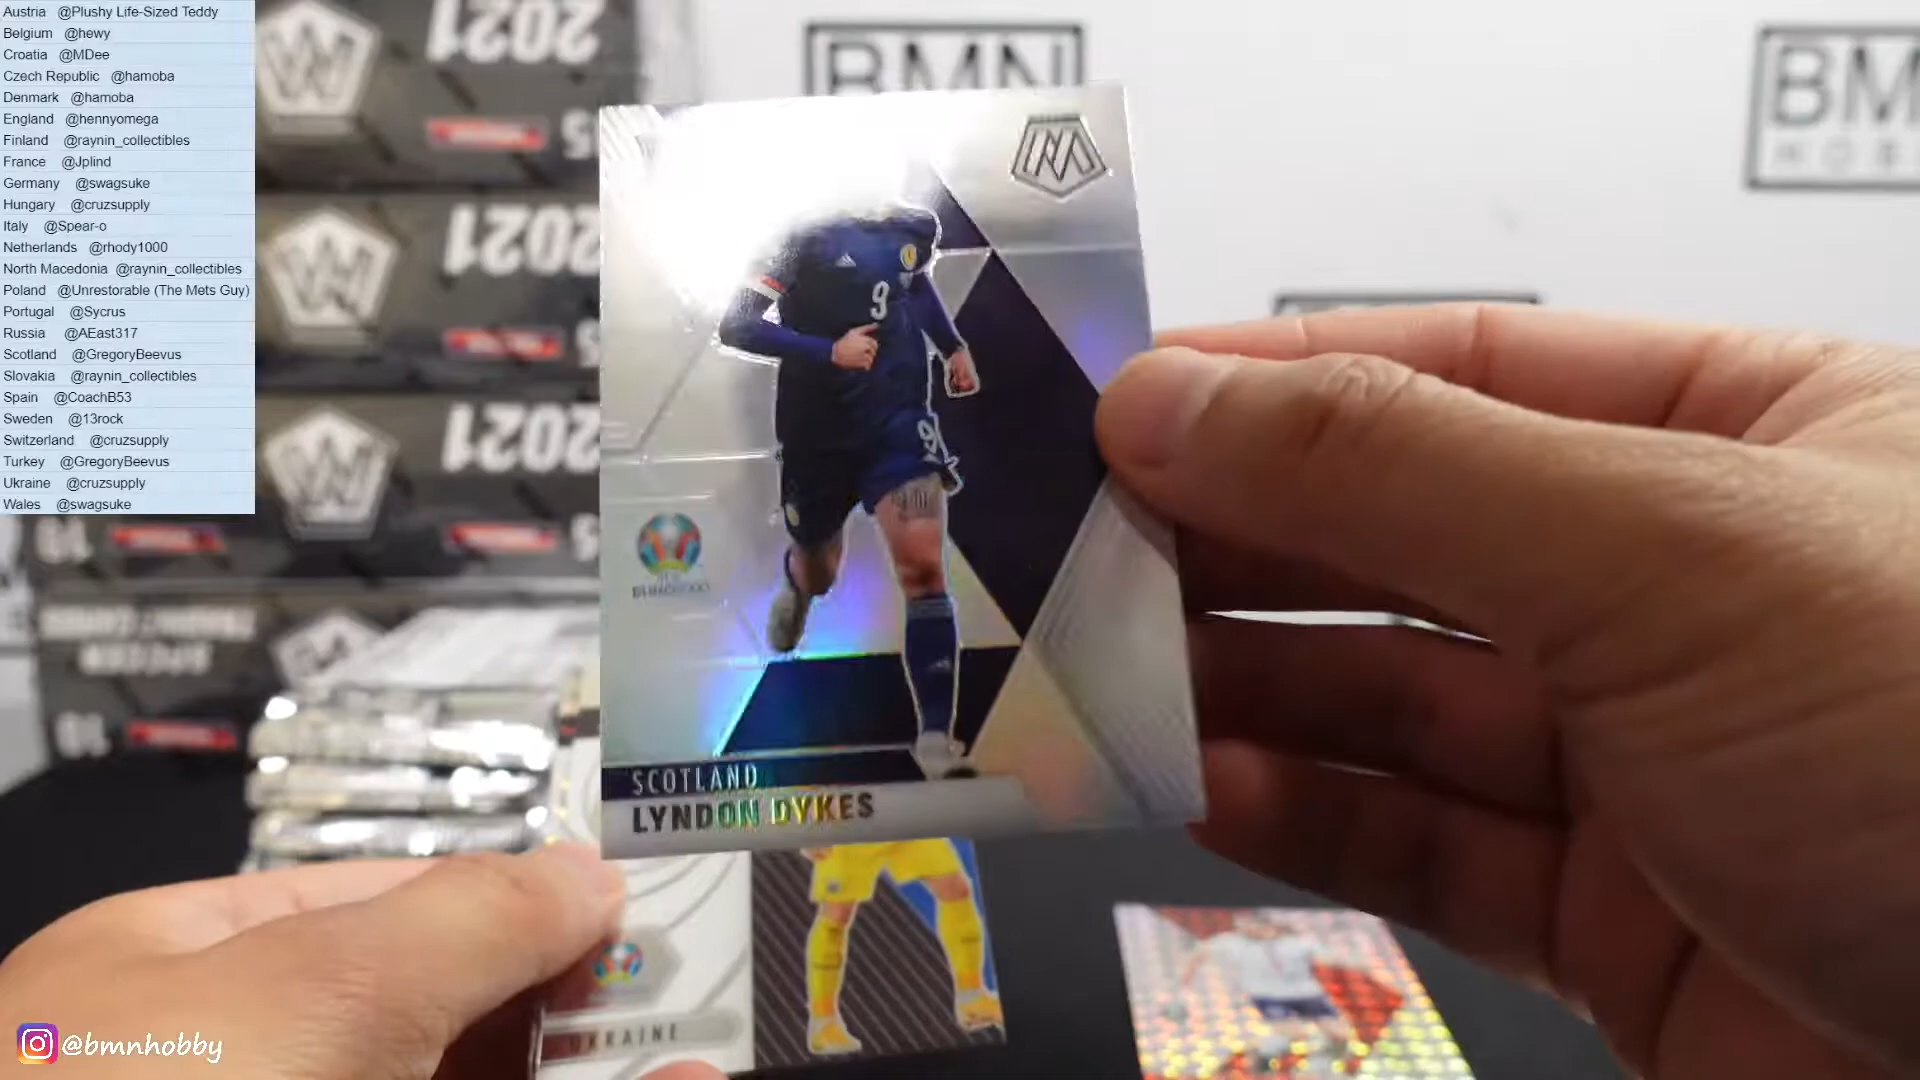 Austria @Plushy Life-Sized Teddy
Belgium @hewy
Croatia @MDee
Czech Republic @hamoba
Denmark @hamoba
England @hennyomega
Finland @raynin_collectibles
France @Jplind
Germany @swagsuke
Hungary @cruzsupply
Italy @Spear-o
Netherlands @rhody1000
North Macedonia @raynin_collectibles
Poland @Unrestorable (The Mets Guy)
Portugal @Sycrus
Russia @AEast317
Scotland @GregoryBeevus
Slovakia @raynin_collectibles
Spain @CoachB53
Sweden @13rock
Switzerland @cruzsupply
Turkey @GregoryBeevus
Ukraine @cruzsupply
Wales @swagsuke
2021
2021
2021
BMN
BM
9
9
SCOTLAND
LYNDON DYKES
UKRAINE
@bmnhobby